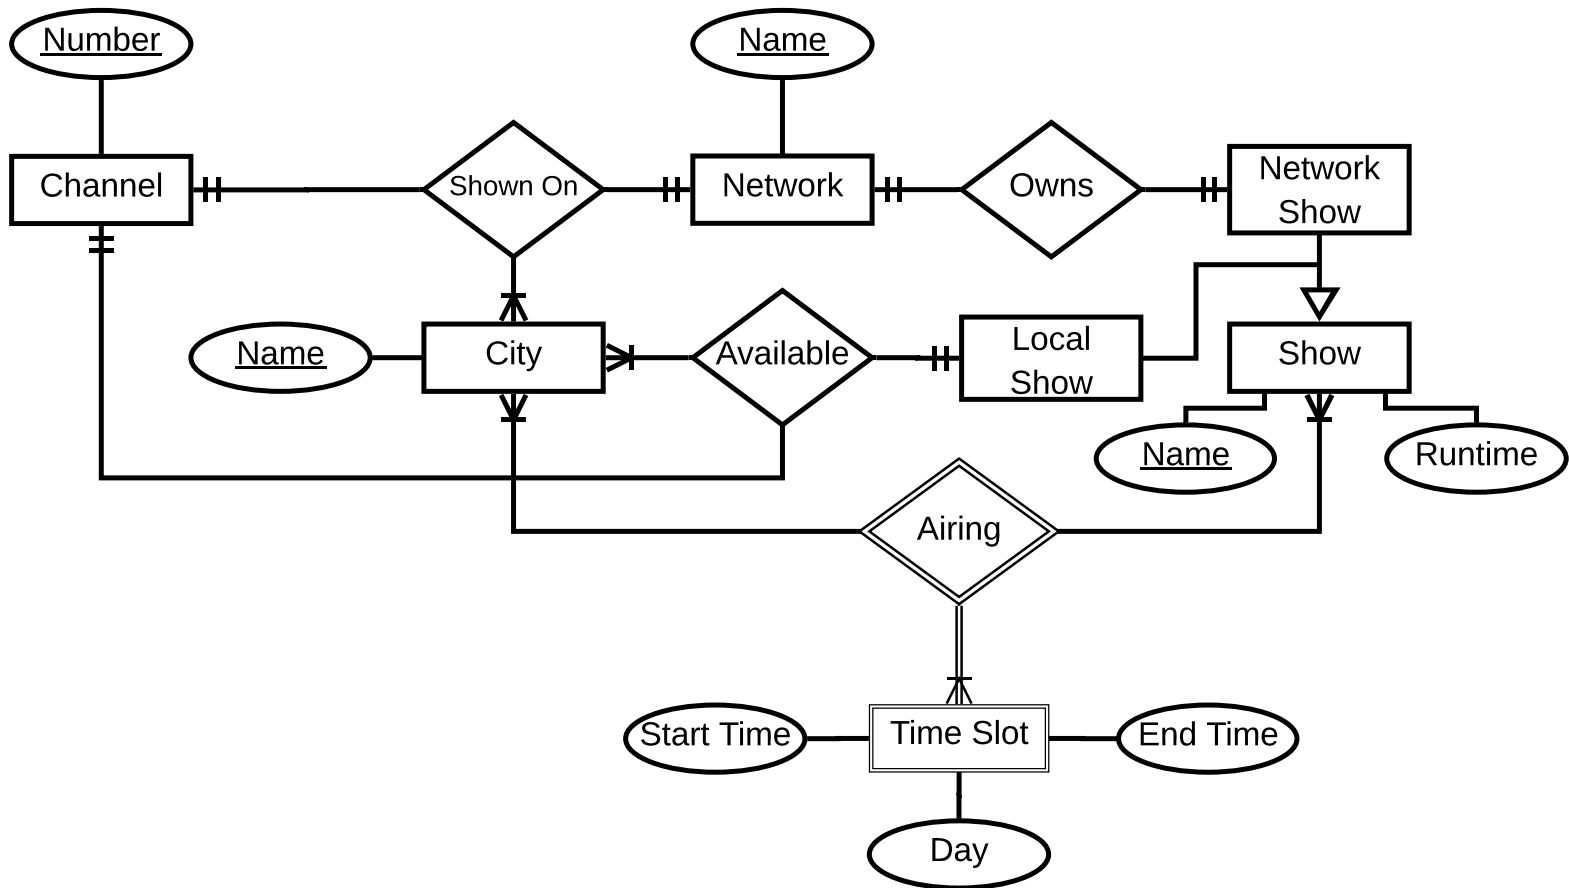 Number
Name
Channel
Shown On
Network
Owns
Network
Show
Name
City
Available
Local
Show
Show
Name
Runtime
Airing
Start Time
Time Slot
End Time
Day